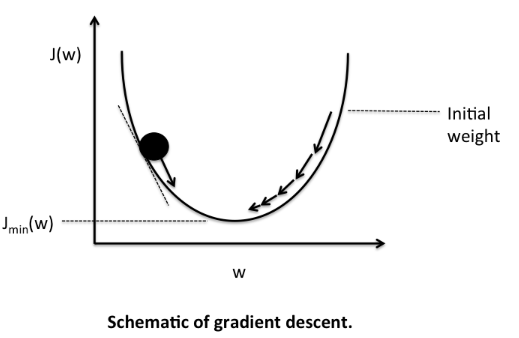 J(w)
Initial
weight
Jmin(w)
w
Schematic of gradient descent.